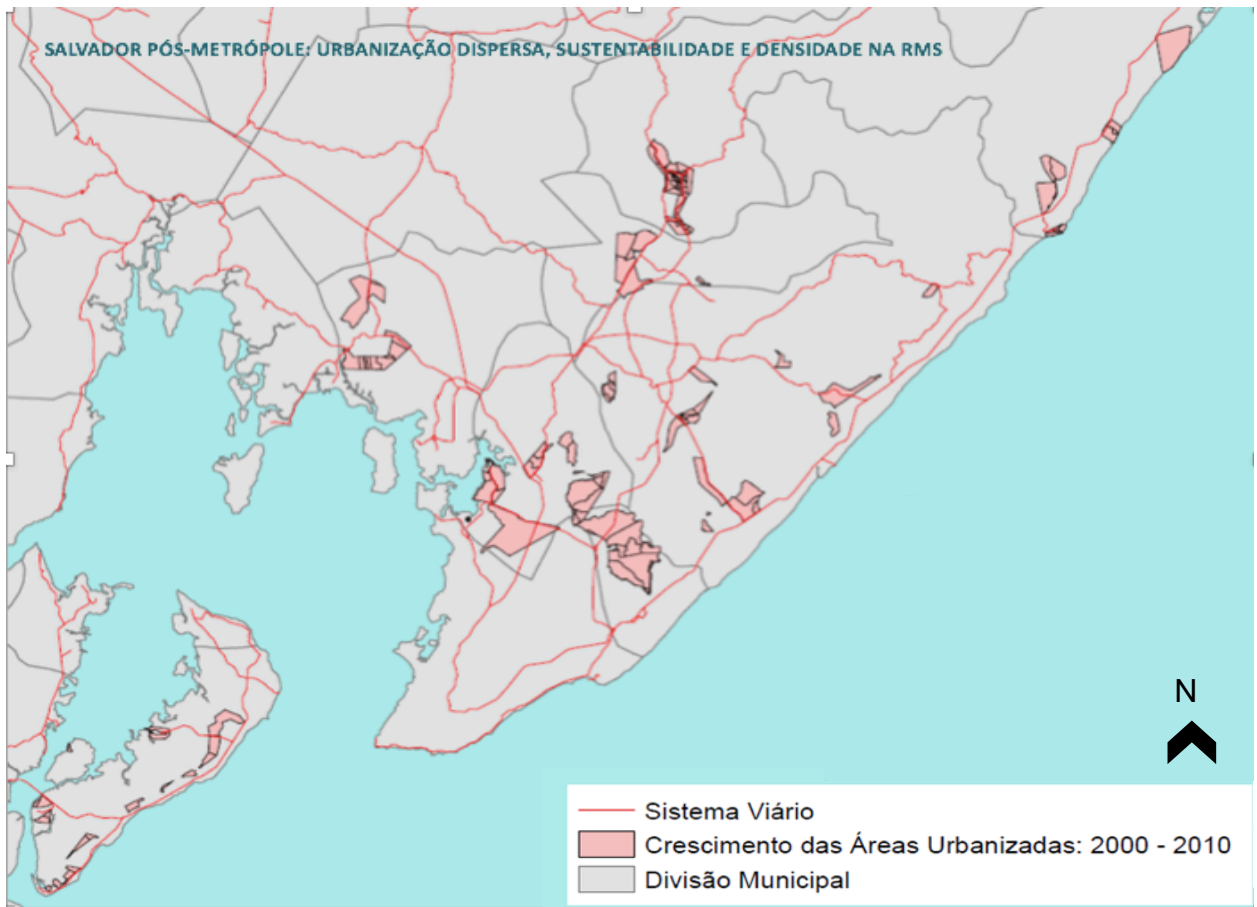 SALVADOR PÓS-METRÓPOLE: URBANIZAÇÃO DISPERSA, SUSTENTABILIDADE E DENSIDADE NA RMS
N
Sistema Viário
Crescimento das Áreas Urbanizadas: 2000 - 2010
Divisão Municipal